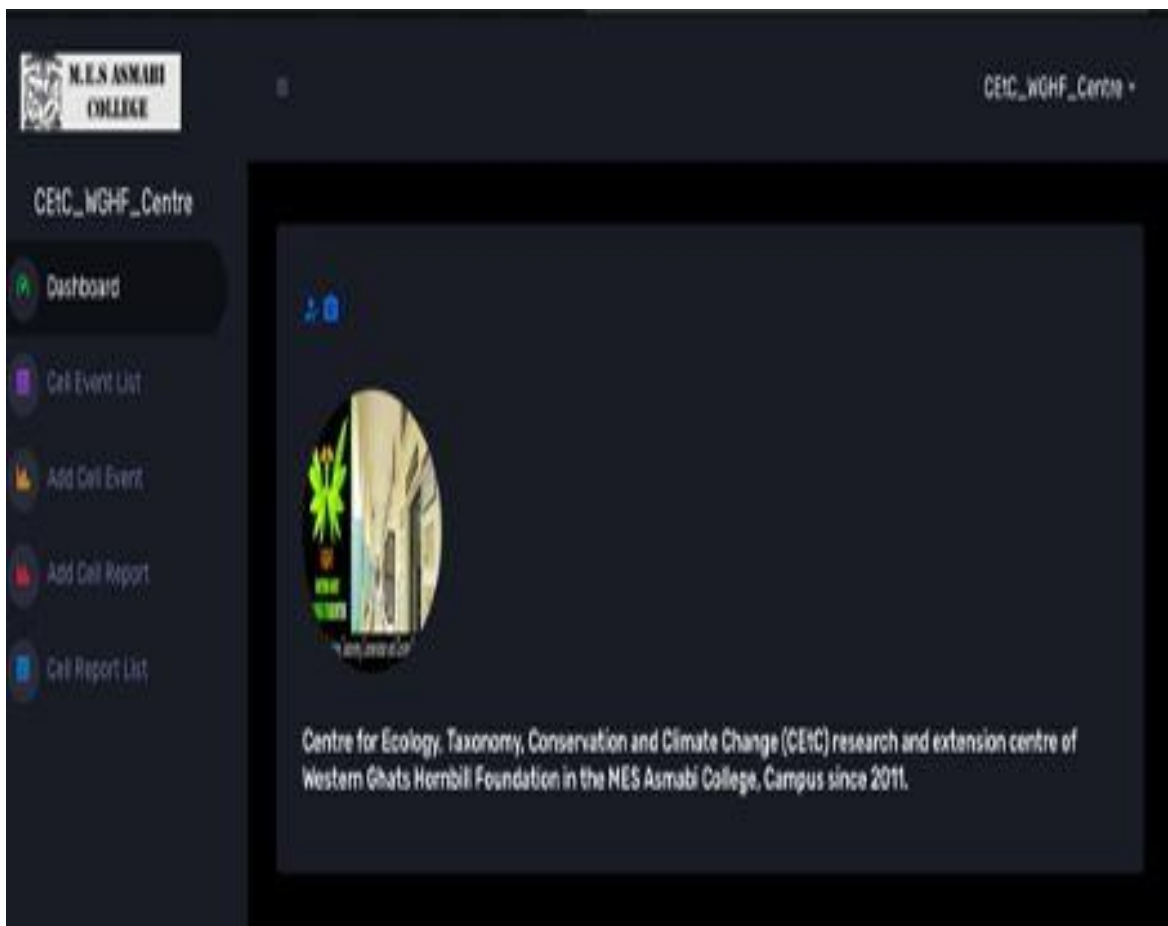 M.E.S ASMABI
COLLEGE
CEtC_WGHF_Centre
CEtC_WGHF_Centre
Dashboard
Cell Event List
Add Cell Event
Add Cell Report
Cell Report List
Centre for Ecology, Taxonomy, Conservation and Climate Change (CEtC) research and extension centre of
Western Ghats Hornbill Foundation in the MES Asmabi College, Campus since 2011.